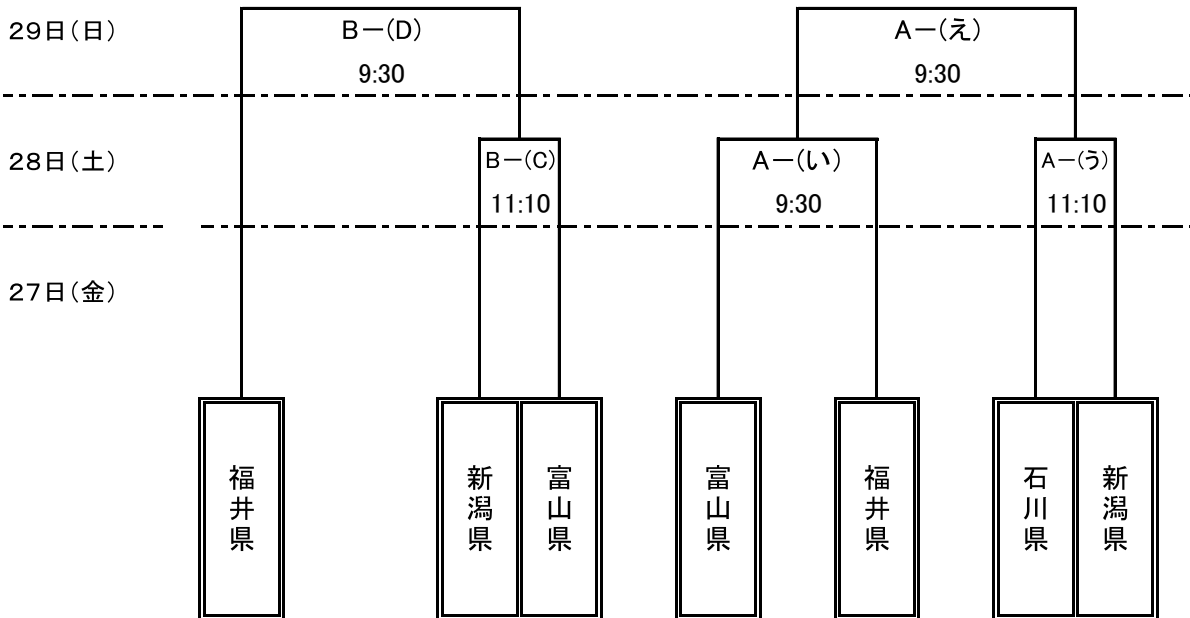 29日(日)
B－(D)
A－(え)
9:30
9:30
28日(土)
B－(C)
A－(い)
A－(う)
11:10
9:30
11:10
27日(金)
福井県
新潟県
富山県
富山県
福井県
石川県
新潟県